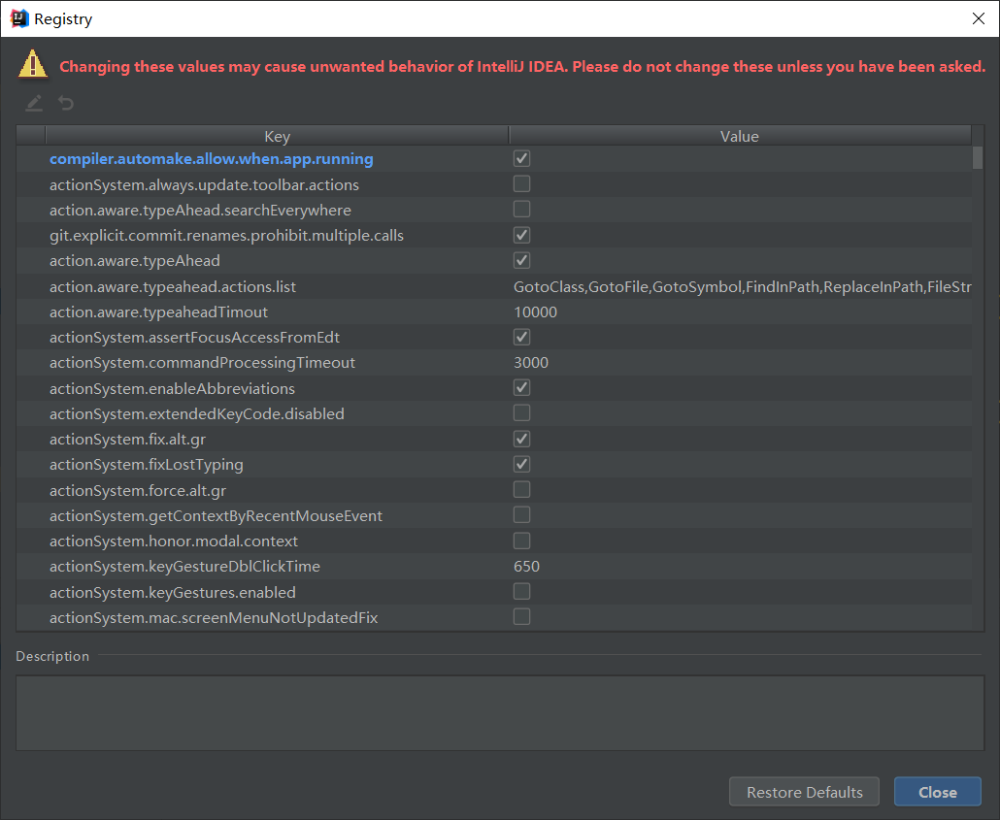 Registry
Changing these values may cause unwanted behavior of IntelliJ IDEA. Please do not change these unless you have been asked.
Key Value
compiler.automake.allow.when.app.running
actionSystem.always.update.toolbar.actions
action.aware.typeAhead.searchEverywhere
git.explicit.commit.renames.prohibit.multiple.calls
action.aware.typeAhead
action.aware.typeahead.actions.list GotoClass,GotoFile,GotoSymbol,FindInPath,ReplaceInPath,FileStr
action.aware.typeaheadTimout 10000
actionSystem.assertFocusAccessFromEdt
actionSystem.commandProcessingTimeout 3000
actionSystem.enableAbbreviations
actionSystem.extendedKeyCode.disabled
actionSystem.fix.alt.gr
actionSystem.fixLostTyping
actionSystem.force.alt.gr
actionSystem.getContextByRecentMouseEvent
actionSystem.honor.modal.context
actionSystem.keyGestureDblClickTime 650
actionSystem.keyGestures.enabled
actionSystem.mac.screenMenuNotUpdatedFix
Description
Restore Defaults Close